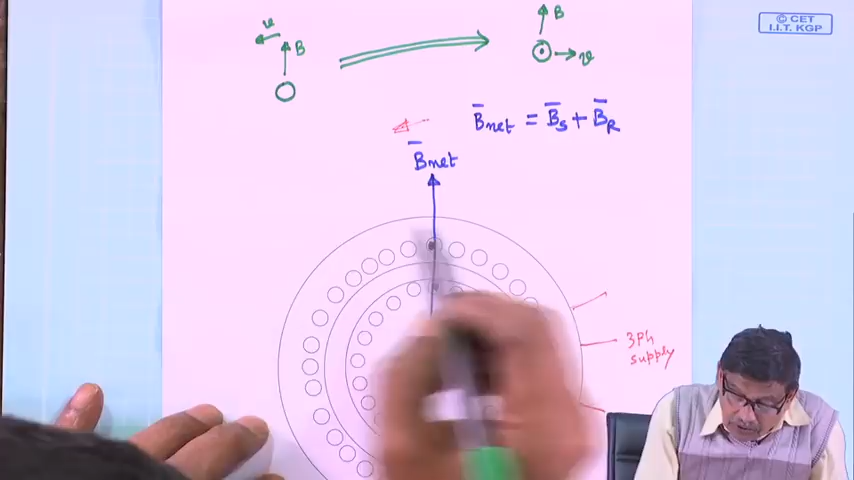 © CET
I.I.T. KGP
v
B
B
v
B̅net = B̅s + B̅R
B̅net
3Ph
supply